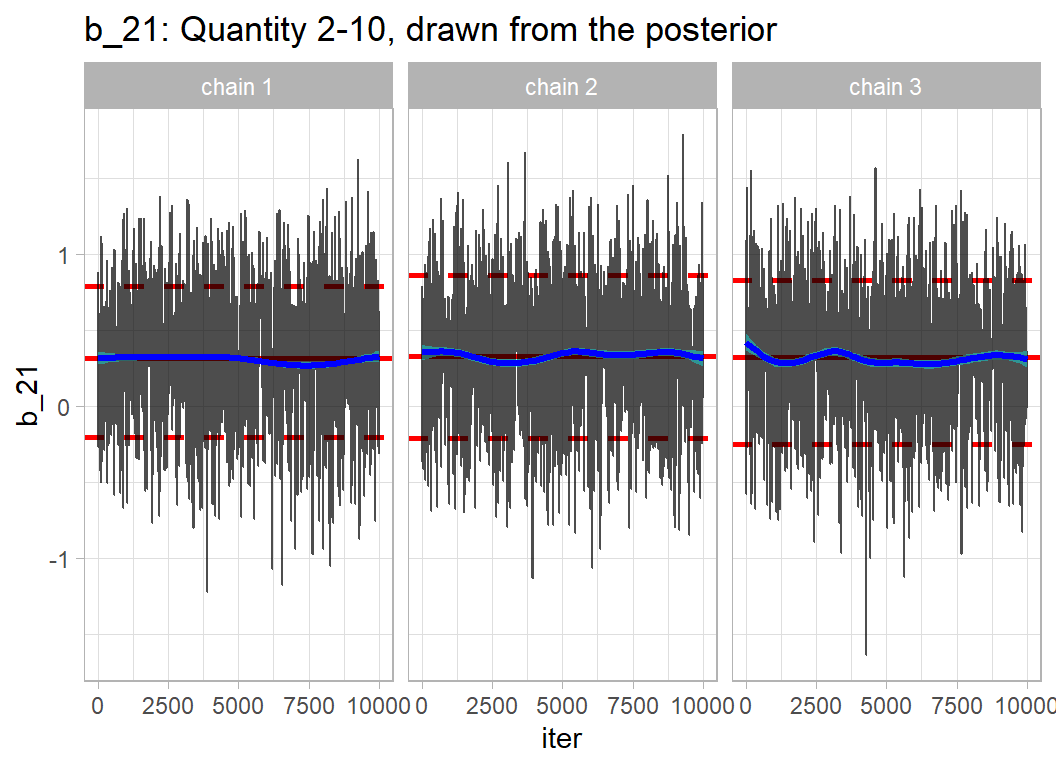 b_21: Quantity 2-10, drawn from the posterior
chain 1 chain 2 chain 3
b_21
1
0
-1
0 2500 5000 7500 10000 0 2500 5000 7500 10000 0 2500 5000 7500 10000
iter